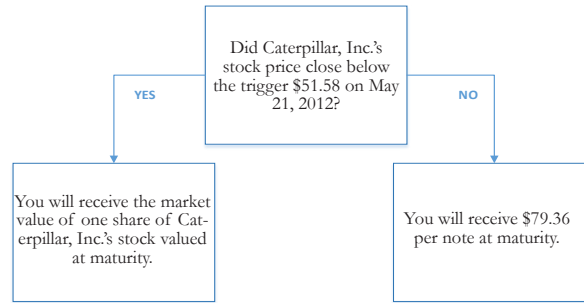 Did Caterpillar, Inc.'s
stock price close below
the trigger $51.58 on May
21, 2012?
YES
NO
You will receive the market
value of one share of Cat-
erpillar, Inc.'s stock valued
at maturity.
You will receive $79.36
per note at maturity.